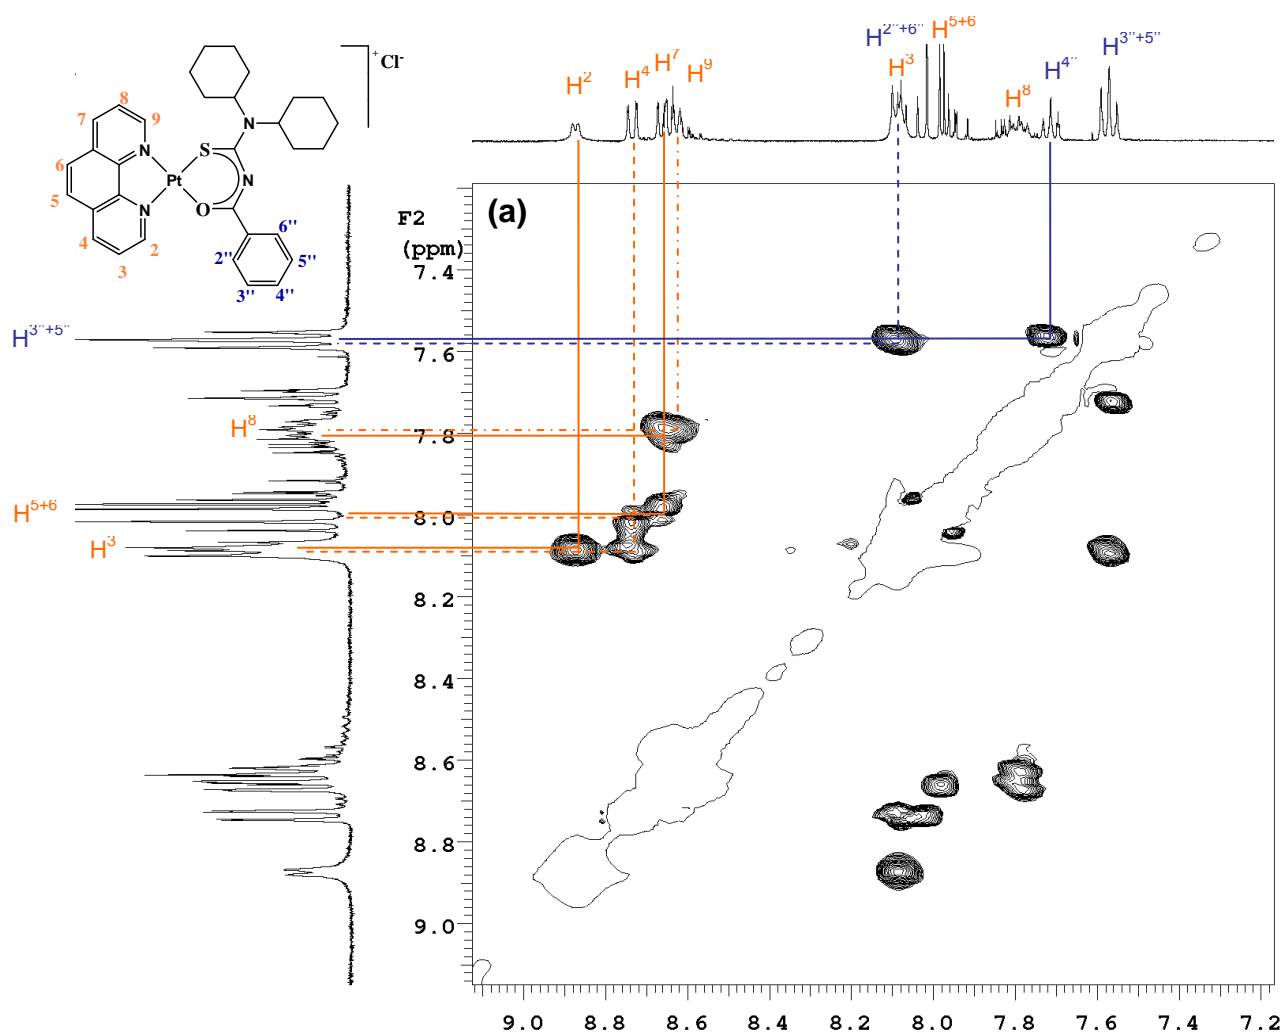 +Cl-
8
7
9
6
N
S
N
N
Pt
5
N
O
4
2
3
6''
2''
5''
3''
4''
H2
H4
H7
H9
H2''+6''
H3
H5+6
H8
H4''
H3''+5''
(a)
F2
(ppm)
7.4
7.6
7.8
8.0
8.2
8.4
8.6
8.8
9.0
H3''+5''
H8
H5+6
H3
9.0 8.8 8.6 8.4 8.2 8.0 7.8 7.6 7.4 7.2